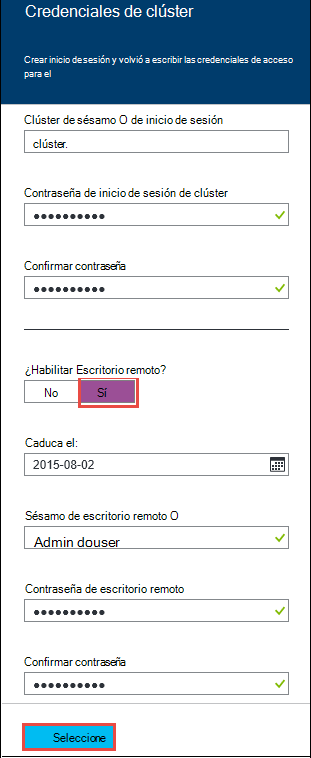 Credenciales de clúster
Crear inicio de sesión y volvió a escribir las credenciales de acceso
para el
Clúster de sésamo O de inicio de sesión
clúster.
Contraseña de inicio de sesión de clúster
●●●●●●●●●●
Confirmar contraseña
●●●●●●●●●●
¿Habilitar Escritorio remoto?
No Sí
Caduca el:
2015-08-02
Sésamo de escritorio remoto O
Admin douser
Contraseña de escritorio remoto
●●●●●●●●●●
Confirmar contraseña
●●●●●●●●●●
Seleccione